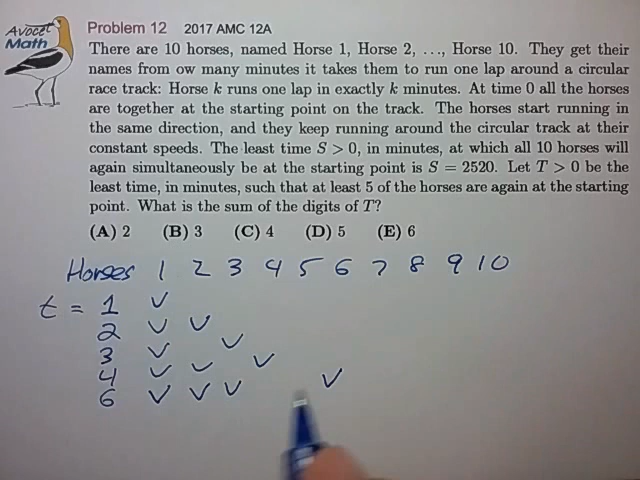 Avocet
Math
Problem 12 2017 AMC 12A
There are 10 horses, named Horse 1, Horse 2, …, Horse 10. They get their
names from ow many minutes it takes them to run one lap around a circular
race track: Horse k runs one lap in exactly k minutes. At time 0 all the horses
are together at the starting point on the track. The horses start running in
the same direction, and they keep running around the circular track at their
constant speeds. The least time S > 0, in minutes, at which all 10 horses will
again simultaneously be at the starting point is S = 2520. Let T > 0 be the
least time, in minutes, such that at least 5 of the horses are again at the starting
point. What is the sum of the digits of T?
(A) 2 (B) 3 (C) 4 (D) 5 (E) 6
Horses 1 2 3 4 5 6 7 8 9 10
t = 1 ✓
2 ✓ ✓
3 ✓ ✓
4 ✓ ✓ ✓
6 ✓ ✓ ✓ ✓